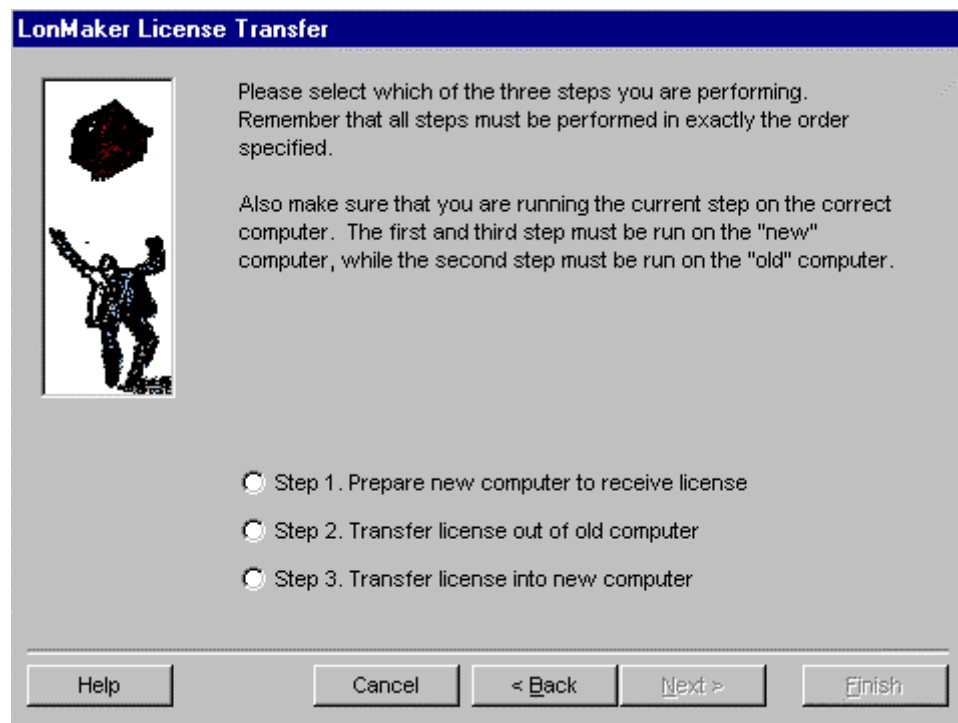 LonMaker License Transfer
Please select which of the three steps you are performing.
Remember that all steps must be performed in exactly the order
specified.
Also make sure that you are running the current step on the correct
computer. The first and third step must be run on the "new"
computer, while the second step must be run on the "old" computer.
Step 1. Prepare new computer to receive license
Step 2. Transfer license out of old computer
Step 3. Transfer license into new computer
Help
Cancel
< Back
Next >
Finish